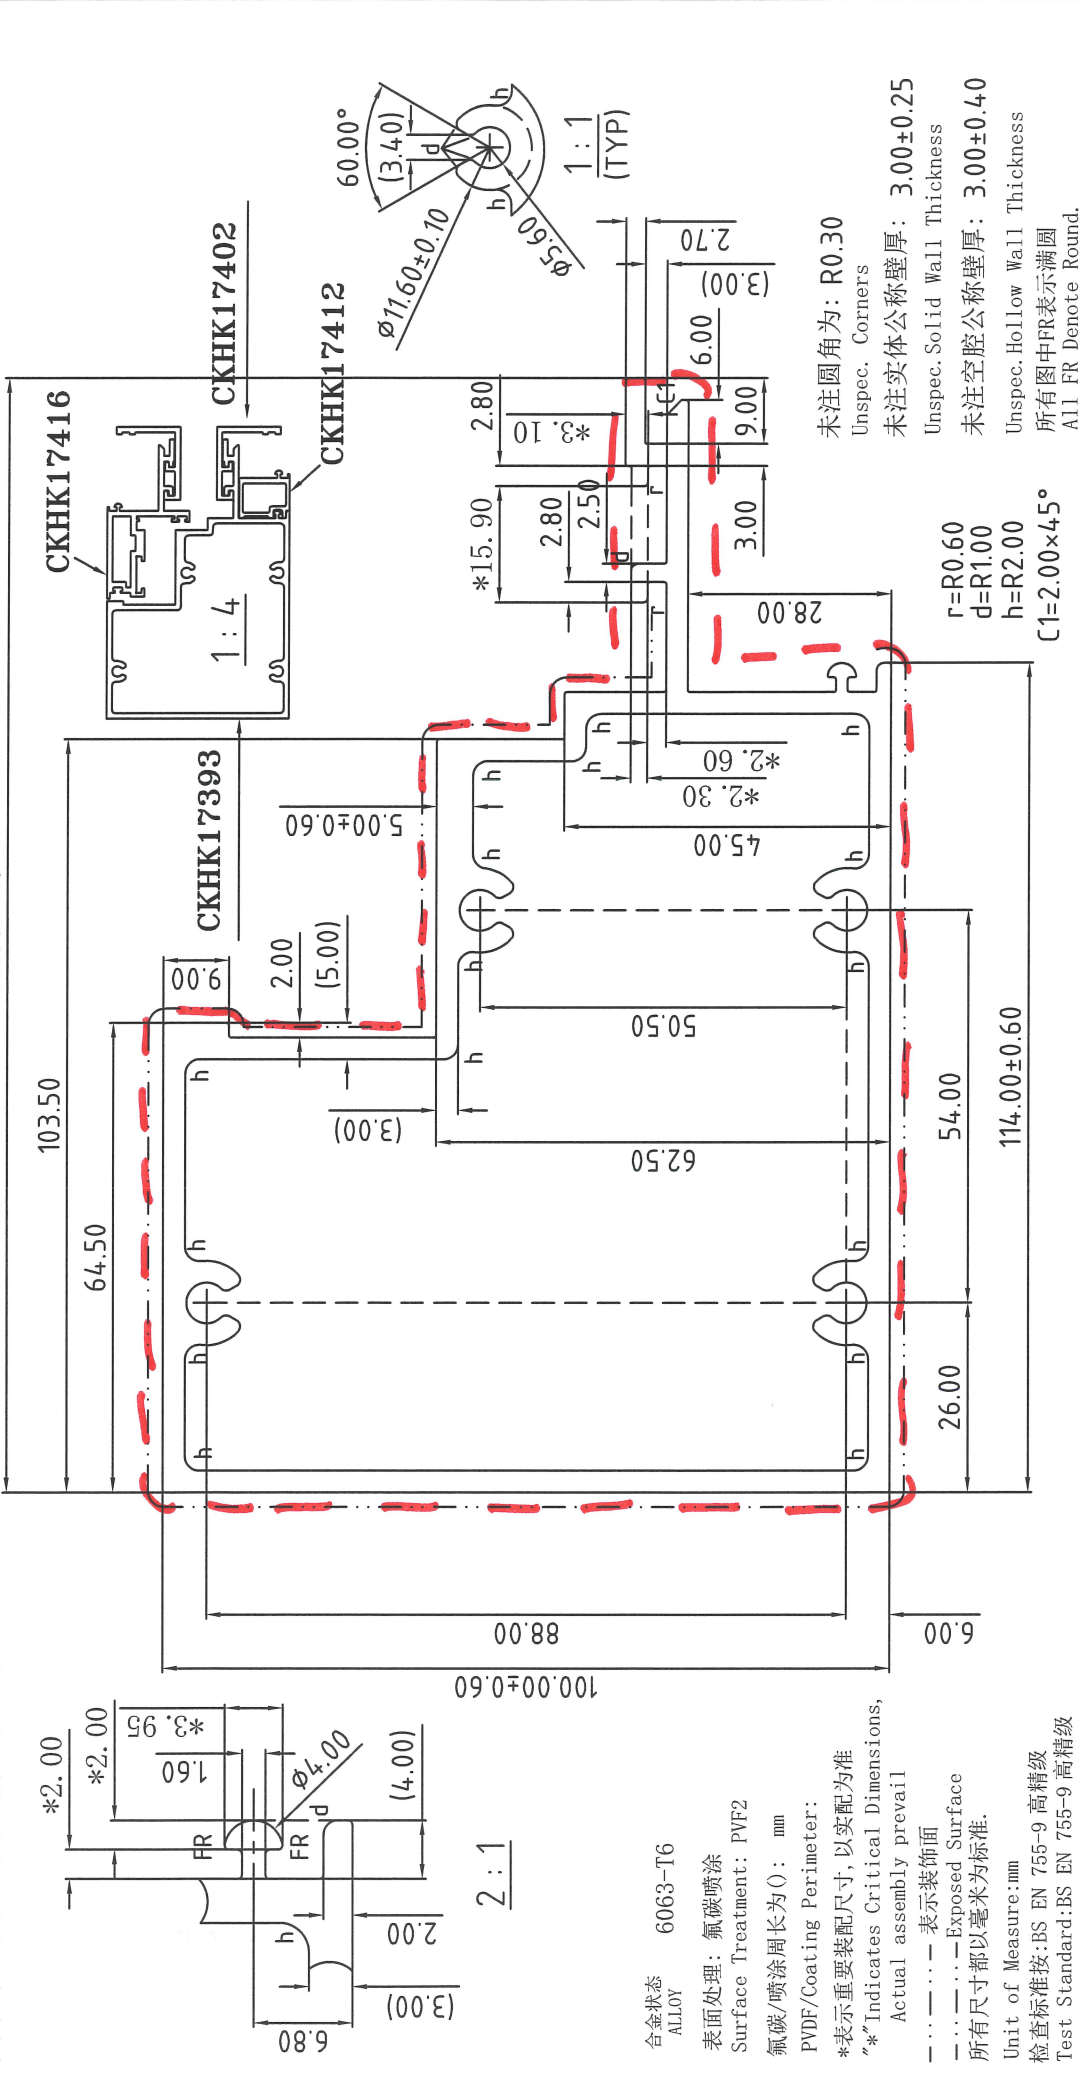 CKHK17416
CKHK17402
CKHK17412
CKHK17393
1:4
60.00°
(3.40)
d
h
h
Ø11.60±0.10
Ø5.60
1:1
(TYP)
103.50
64.50
9.00
2.00
(5.00)
5.00±0.60
(3.00)
62.50
50.50
45.00
*2.30
*2.60
28.00
*15.90
2.80
2.50
2.80
*3.10
3.00
9.00
6.00
(3.00)
2.70
C1
d
r
r
h
h
h
h
h
h
h
h
h
h
h
h
h
h
54.00
26.00
114.00±0.60
88.00
100.00±0.60
6.00
*2.00
*2.00
*3.95
1.60
Ø4.00
FR
FR
d
h
(4.00)
2.00
(3.00)
6.80
2:1
未注圆角为: R0.30
Unspec. Corners
未注实体公称壁厚: 3.00±0.25
Unspec.Solid Wall Thickness
未注空腔公称壁厚: 3.00±0.40
Unspec.Hollow Wall Thickness
所有图中FR表示满圆
All FR Denote Round.
r=R0.60
d=R1.00
h=R2.00
C1=2.00×45°
合金状态 6063-T6
ALLOY
表面处理: 氟碳喷涂
Surface Treatment: PVF2
氟碳/喷涂周长为(): mm
PVDF/Coating Perimeter:
*表示重要装配尺寸,以实配为准
"*"Indicates Critical Dimensions,
Actual assembly prevail
—··—··— 表示装饰面
—··—··—Exposed Surface
所有尺寸都以毫米为标准.
Unit of Measure:mm
检查标准按:BS EN 755-9 高精级
Test Standard:BS EN 755-9 高精级